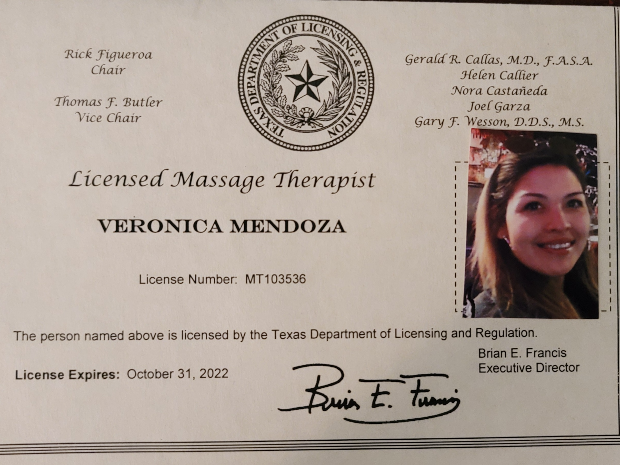 Rick Figueroa
Chair
Thomas F. Butler
Vice Chair
TEXAS DEPARTMENT OF LICENSING & REGULATION
Gerald R. Callas, M.D., F.A.S.A.
Helen Callier
Nora Castañeda
Joel Garza
Gary F. Wesson, D.D.S., M.S.
Licensed Massage Therapist
VERONICA MENDOZA
License Number: MT103536
The person named above is licensed by the Texas Department of Licensing and Regulation.
License Expires: October 31, 2022
Brian E. Francis
Brian E. Francis
Executive Director